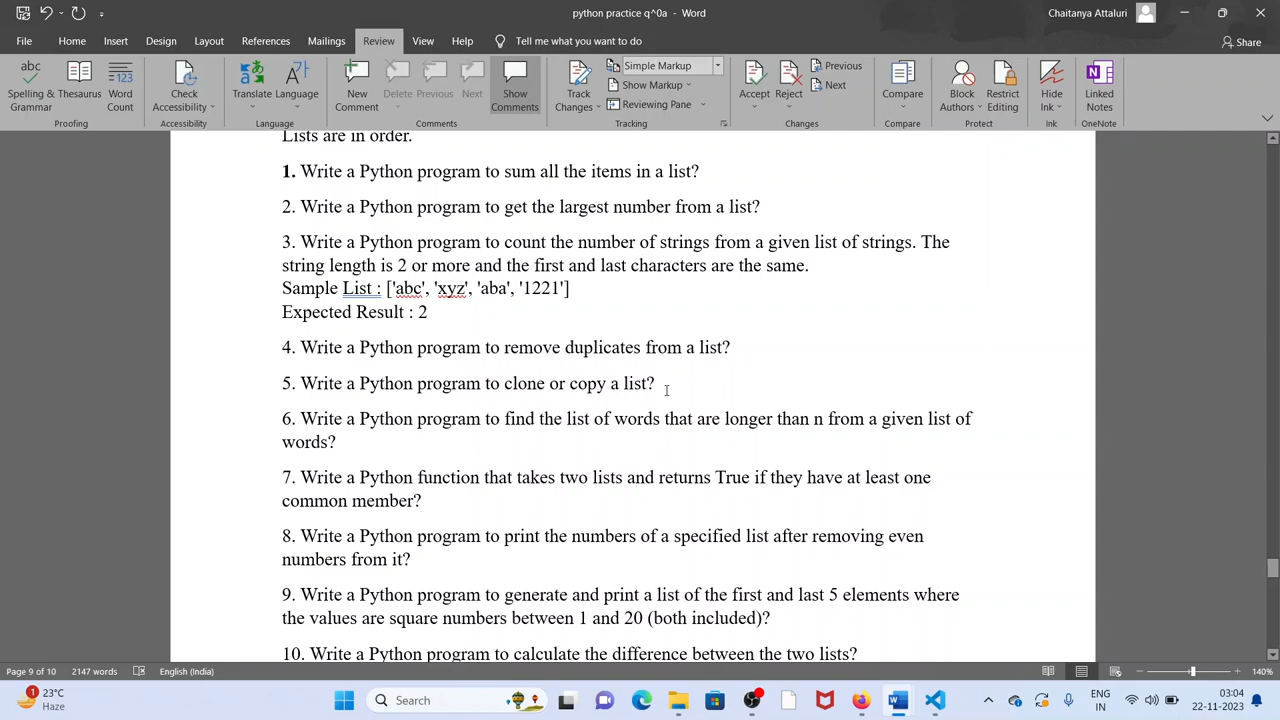 python practice q^0a - Word
Chaitanya Attaluri
File Home Insert Design Layout References Mailings Review View Help Tell me what you want to do Share
Spelling & Grammar Thesaurus Word Count Check Accessibility Translate Language New Comment Delete Previous Next Show Comments Track Changes Simple Markup Show Markup Reviewing Pane Accept Reject Previous Next Compare Block Authors Restrict Editing Hide Ink Linked Notes
Proofing Accessibility Language Comments Tracking Changes Compare Protect Ink OneNote
Lists are in order.
1. Write a Python program to sum all the items in a list?
2. Write a Python program to get the largest number from a list?
3. Write a Python program to count the number of strings from a given list of strings. The
string length is 2 or more and the first and last characters are the same.
Sample List : ['abc', 'xyz', 'aba', '1221']
Expected Result : 2
4. Write a Python program to remove duplicates from a list?
5. Write a Python program to clone or copy a list?
6. Write a Python program to find the list of words that are longer than n from a given list of
words?
7. Write a Python function that takes two lists and returns True if they have at least one
common member?
8. Write a Python program to print the numbers of a specified list after removing even
numbers from it?
9. Write a Python program to generate and print a list of the first and last 5 elements where
the values are square numbers between 1 and 20 (both included)?
10. Write a Python program to calculate the difference between the two lists?
Page 9 of 10 2147 words English (India) 140%
1 23°C Haze Search ENG IN 03:04 22-11-2023